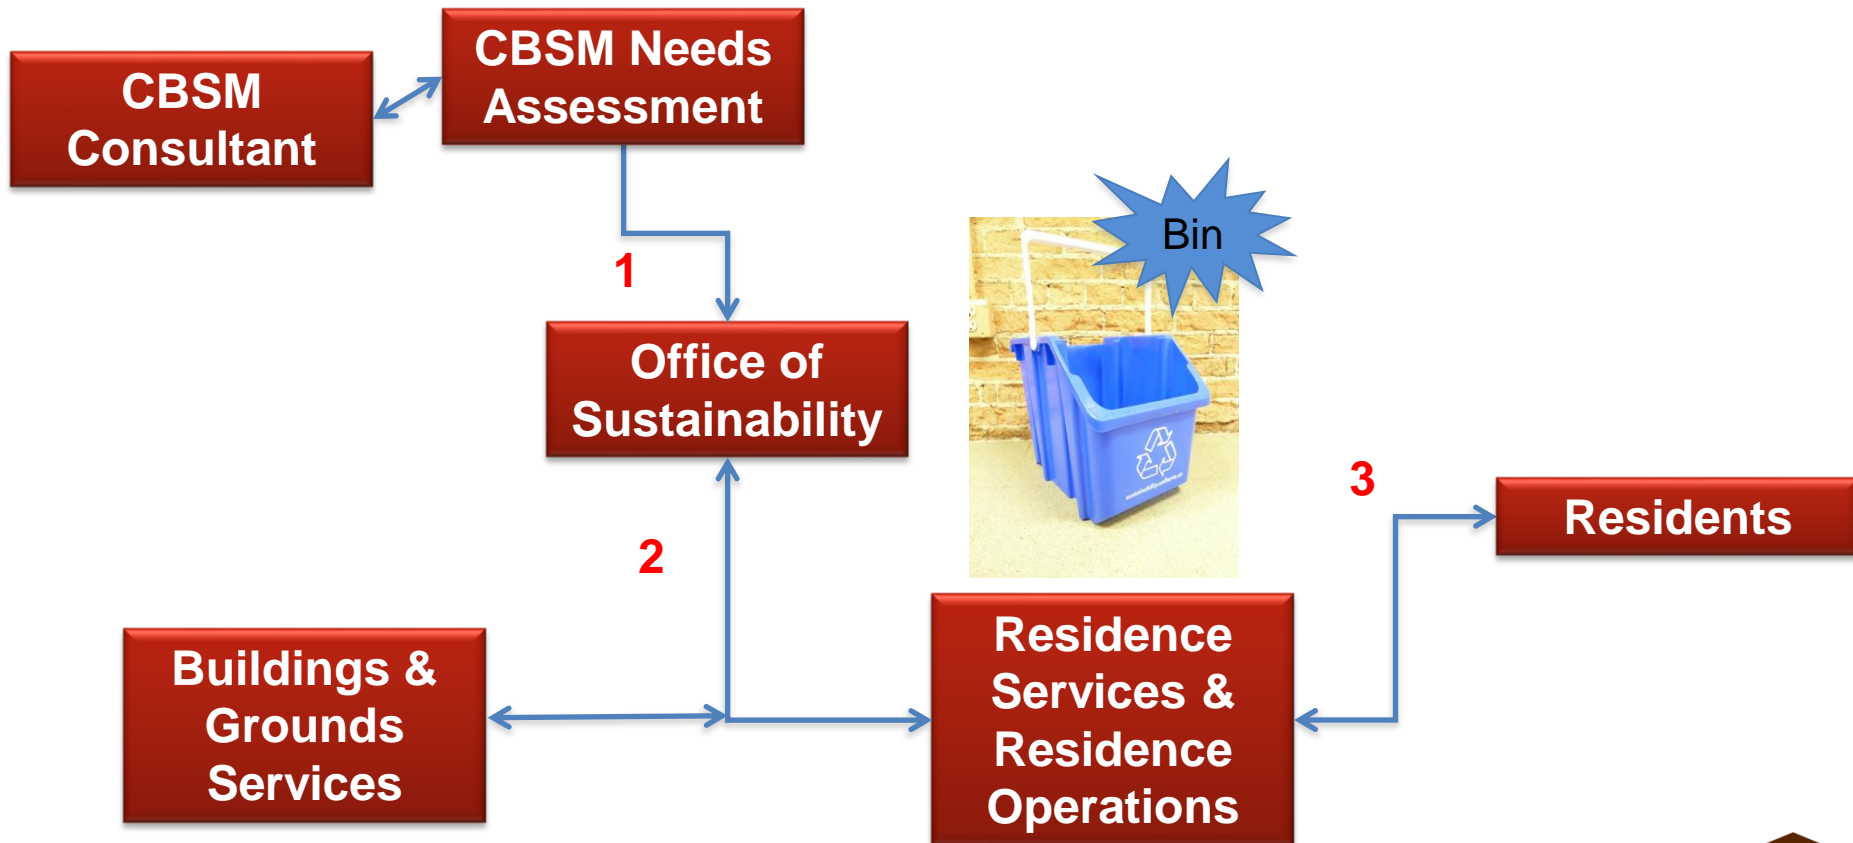 CBSM
Consultant
CBSM Needs
Assessment
1
Bin
Office of
Sustainability
2
3
Residents
Buildings &
Grounds
Services
Residence
Services &
Residence
Operations